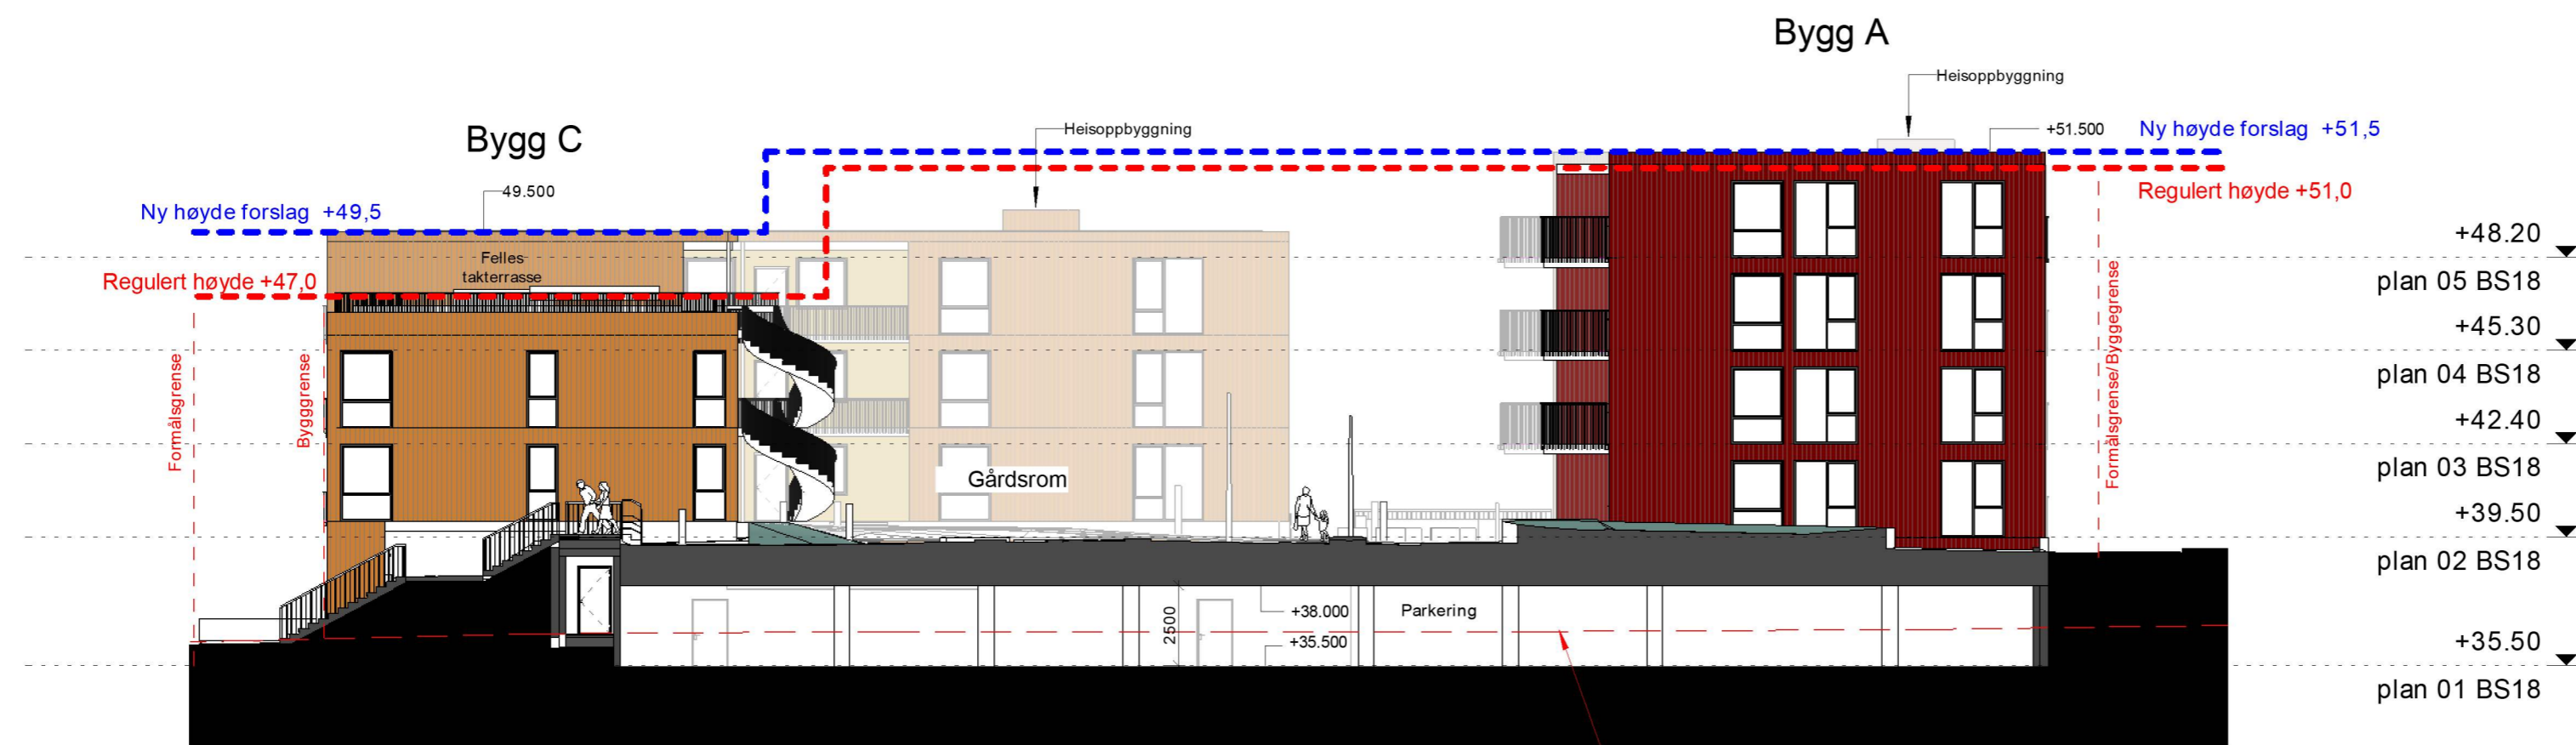 Bygg A
Heisoppbyggning
Bygg C
Heisoppbyggning
+51.500
Ny høyde forslag +51,5
49.500
Regulert høyde +51,0
Ny høyde forslag +49,5
+48.20
Felles
takterrasse
Regulert høyde +47,0
plan 05 BS18
+45.30
Formålsgrense
Bygggrense
Formålsgrense/Byggegrense
plan 04 BS18
+42.40
plan 03 BS18
Gårdsrom
+39.50
plan 02 BS18
2500
+38.000
Parkering
+35.500
+35.50
plan 01 BS18